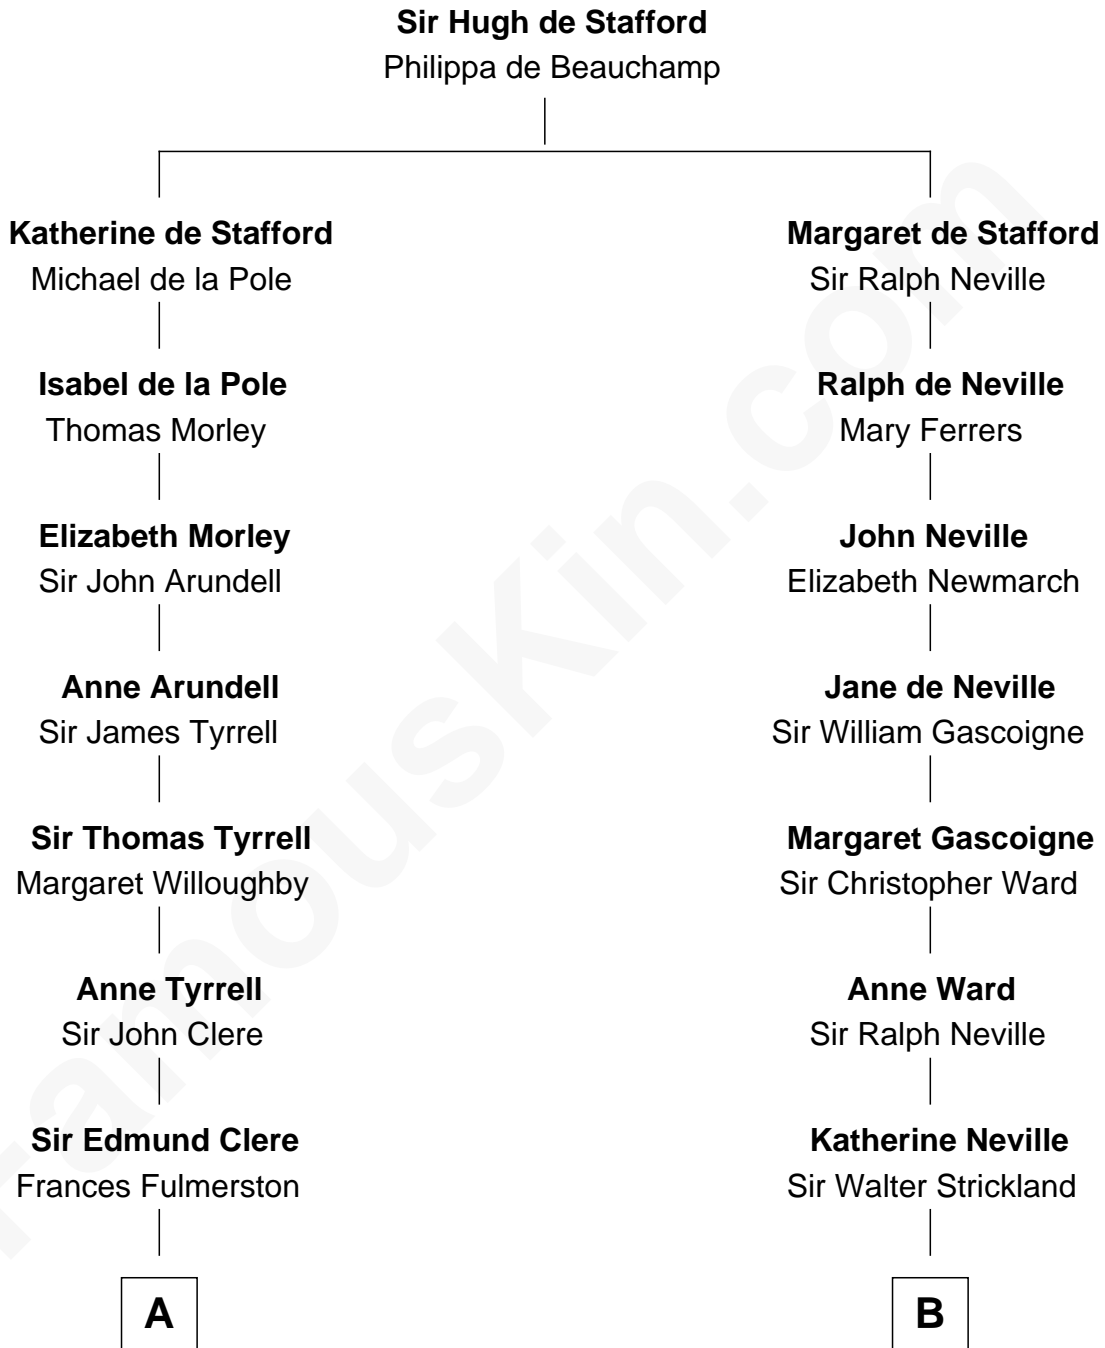 Sir Hugh de Stafford
Philippa de Beauchamp
Katherine de Stafford
Michael de la Pole
Margaret de Stafford
Sir Ralph Neville
Isabel de la Pole
Thomas Morley
Ralph de Neville
Mary Ferrers
Elizabeth Morley
Sir John Arundell
John Neville
Elizabeth Newmarch
Anne Arundell
Sir James Tyrrell
Jane de Neville
Sir William Gascoigne
Sir Thomas Tyrrell
Margaret Willoughby
Margaret Gascoigne
Sir Christopher Ward
Anne Tyrrell
Sir John Clere
Anne Ward
Sir Ralph Neville
Sir Edmund Clere
Frances Fulmerston
Katherine Neville
Sir Walter Strickland
A
B
FamousKin.com